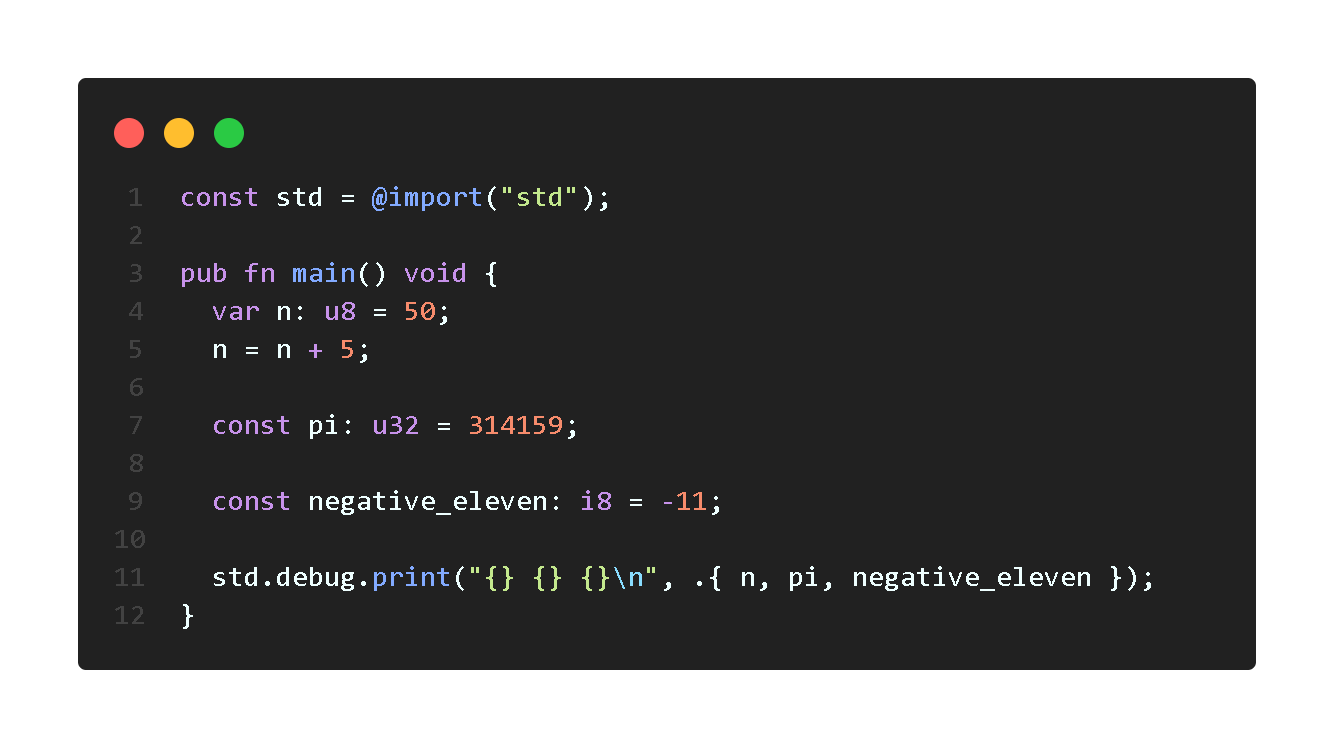 1 const std = @import("std");
2
3 pub fn main() void {
4   var n: u8 = 50;
5   n = n + 5;
6
7   const pi: u32 = 314159;
8
9   const negative_eleven: i8 = -11;
10
11   std.debug.print("{} {} {}\n", .{ n, pi, negative_eleven });
12 }